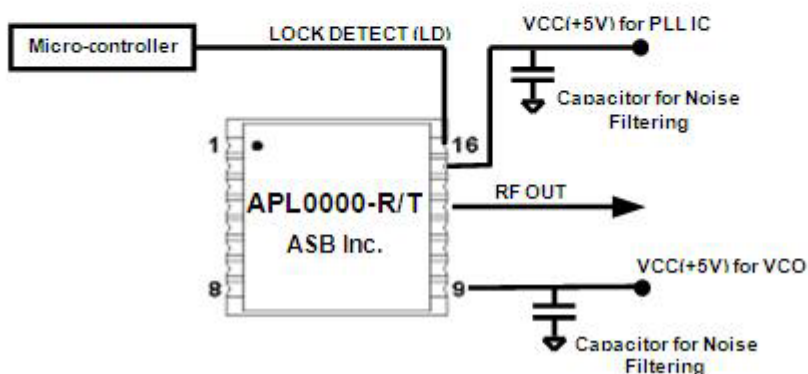 VCC(+5V) for PLL IC
LOCK DETECT (LD)
Micro-controller
Capacitor for Noise
Filtering
1
16
APL0000-R/T
RF OUT
ASB Inc.
VCC(+5V) for VCO
8
9
Capacitor for Noise
Filtering